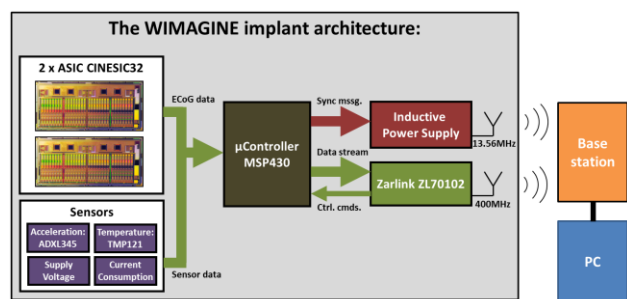 The WIMAGINE implant architecture:
2 x ASIC CINESIC32
ECoG data
Sensors
Acceleration:
ADXL345
Temperature:
TMP121
Supply
Voltage
Current
Consumption
Sensor data
µController
MSP430
Sync mssg.
Data stream
Ctrl. cmds.
Inductive
Power Supply
13.56MHz
Zarlink ZL70102
400MHz
Base
station
PC